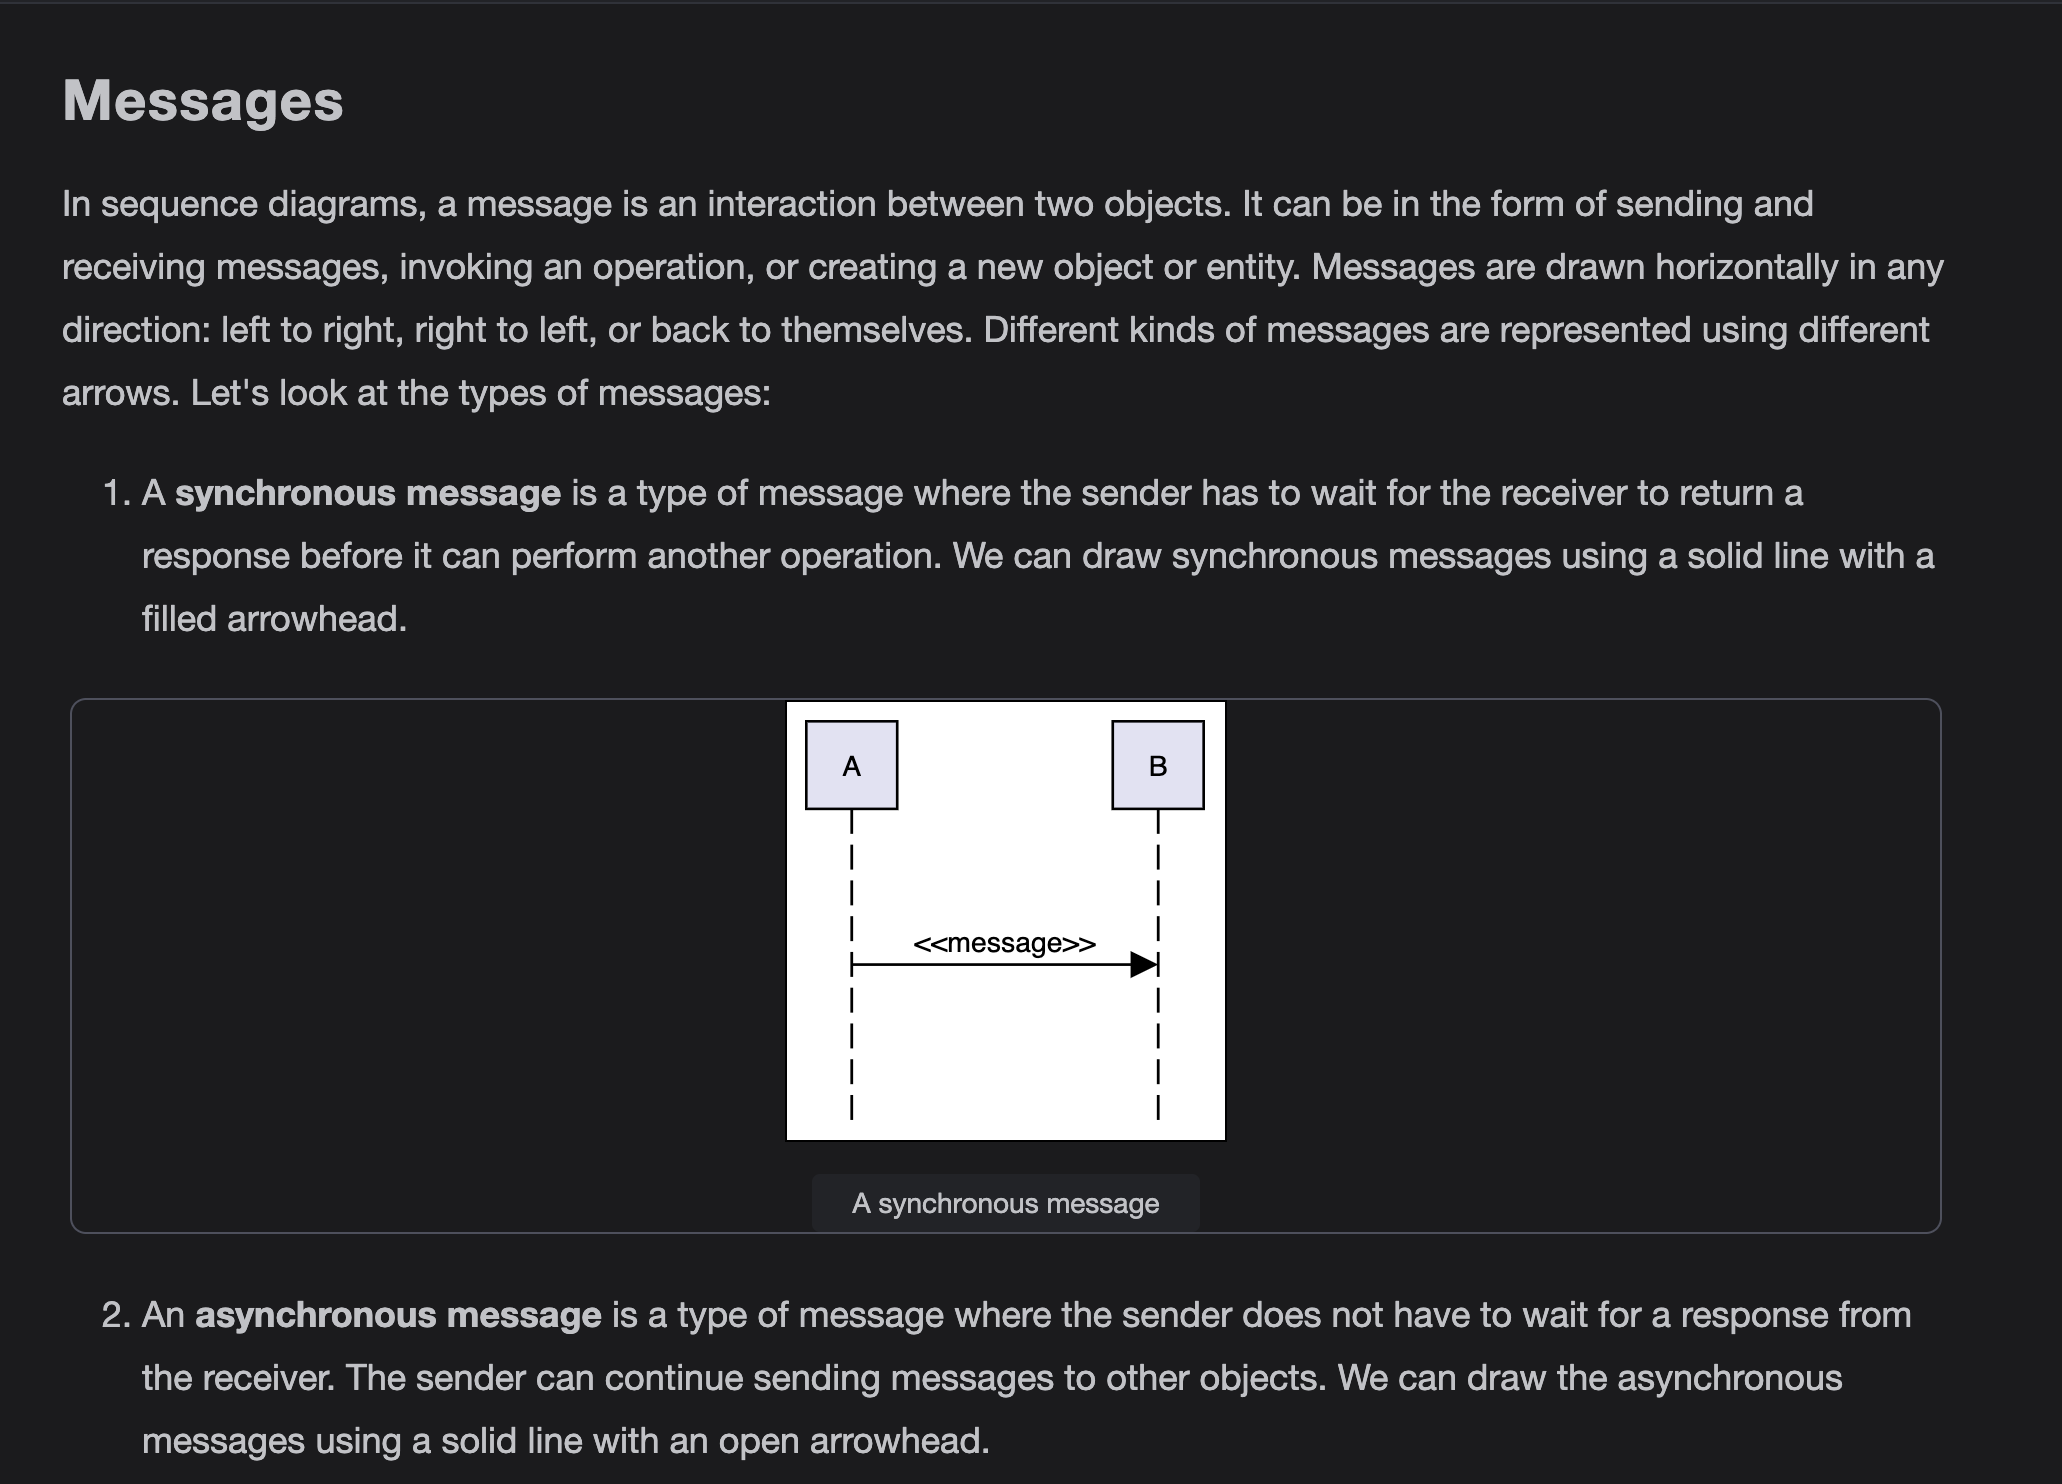 Messages
In sequence diagrams, a message is an interaction between two objects. It can be in the form of sending and
receiving messages, invoking an operation, or creating a new object or entity. Messages are drawn horizontally in any
direction: left to right, right to left, or back to themselves. Different kinds of messages are represented using different
arrows. Let's look at the types of messages:
1. A synchronous message is a type of message where the sender has to wait for the receiver to return a
response before it can perform another operation. We can draw synchronous messages using a solid line with a
filled arrowhead.
A B
<<message>>
A synchronous message
2. An asynchronous message is a type of message where the sender does not have to wait for a response from
the receiver. The sender can continue sending messages to other objects. We can draw the asynchronous
messages using a solid line with an open arrowhead.